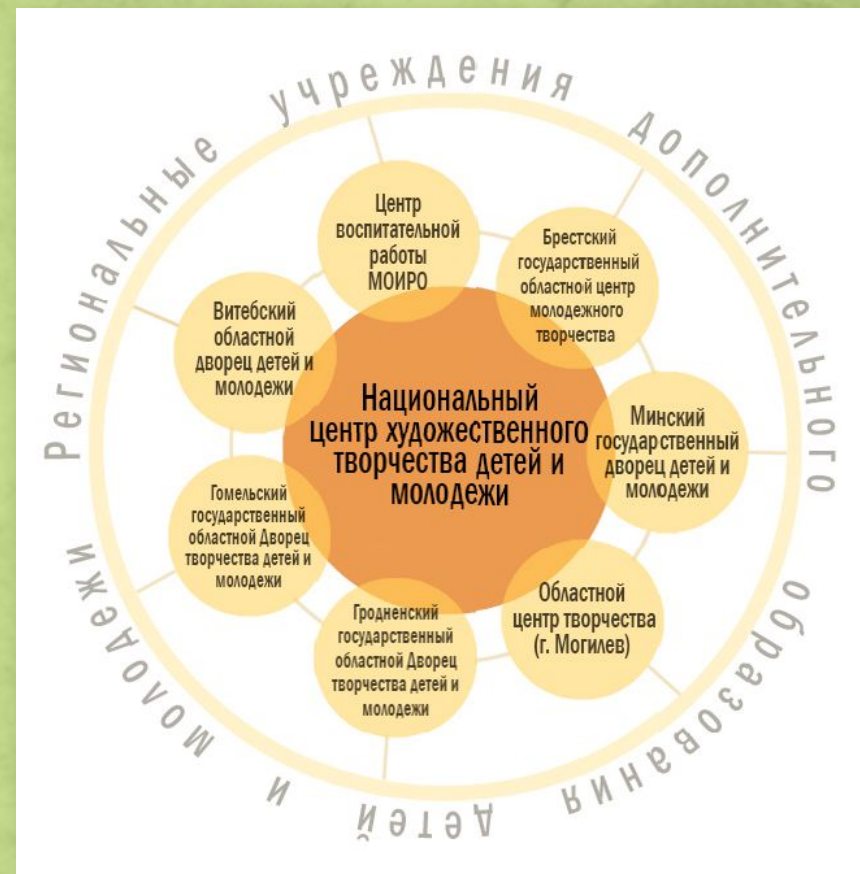 Региональные учреждения дополнительного образования детей и молодежи
Центр
воспитательной
работы
МОИРО
Брестский
государственный
областной центр
молодежного
творчества
Витебский
областной
дворец детей и
молодежи
Национальный
центр художественного
творчества детей и
молодежи
Минский
государственный
дворец детей и
молодежи
Гомельский
государственный
областной Дворец
творчества детей и
молодежи
Областной
центр творчества
(г. Могилев)
Гродненский
государственный
областной Дворец
творчества детей и
молодежи